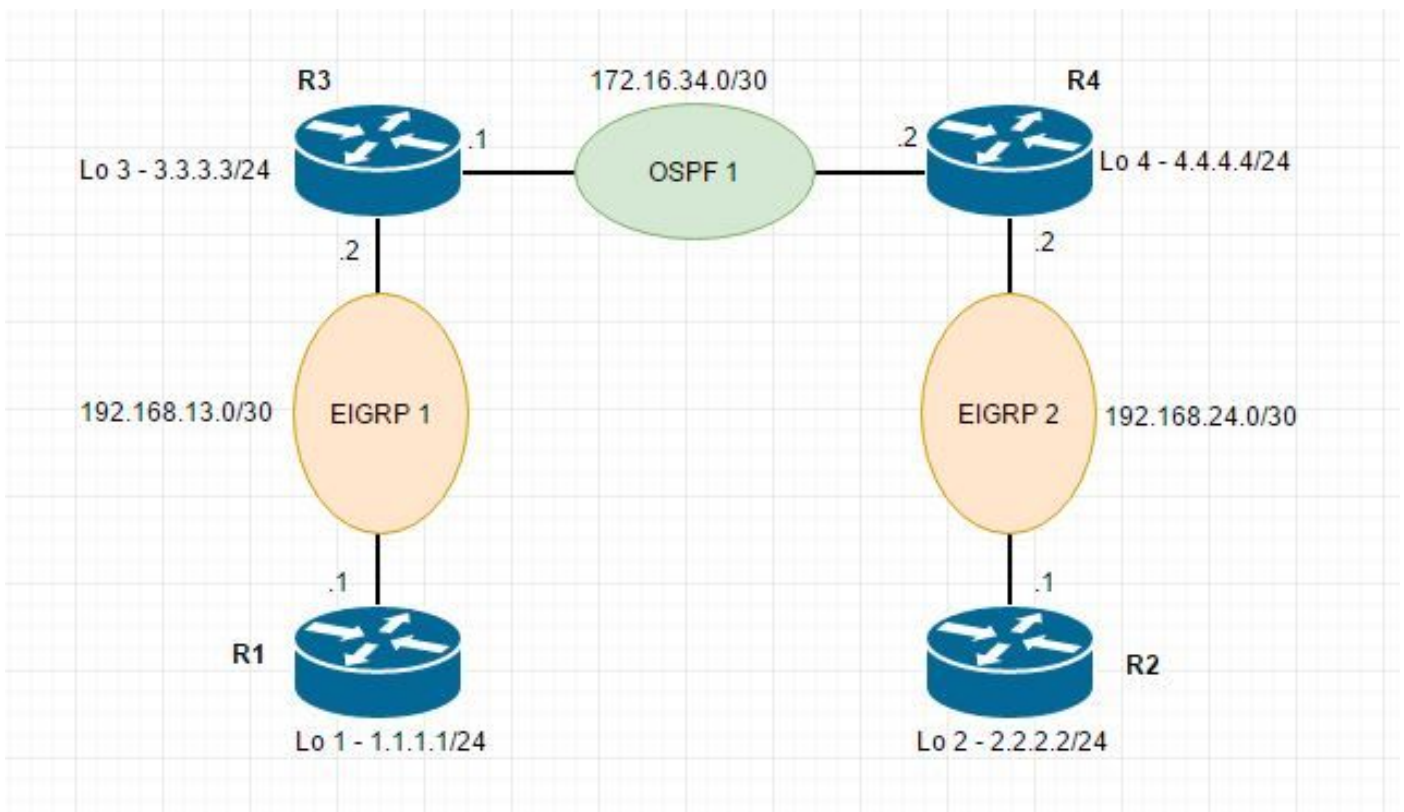 R3
172.16.34.0/30
R4
.1
.2
Lo 3 - 3.3.3.3/24
OSPF 1
Lo 4 - 4.4.4.4/24
.2
.2
192.168.13.0/30
EIGRP 1
EIGRP 2
192.168.24.0/30
.1
.1
R1
R2
Lo 1 - 1.1.1.1/24
Lo 2 - 2.2.2.2/24